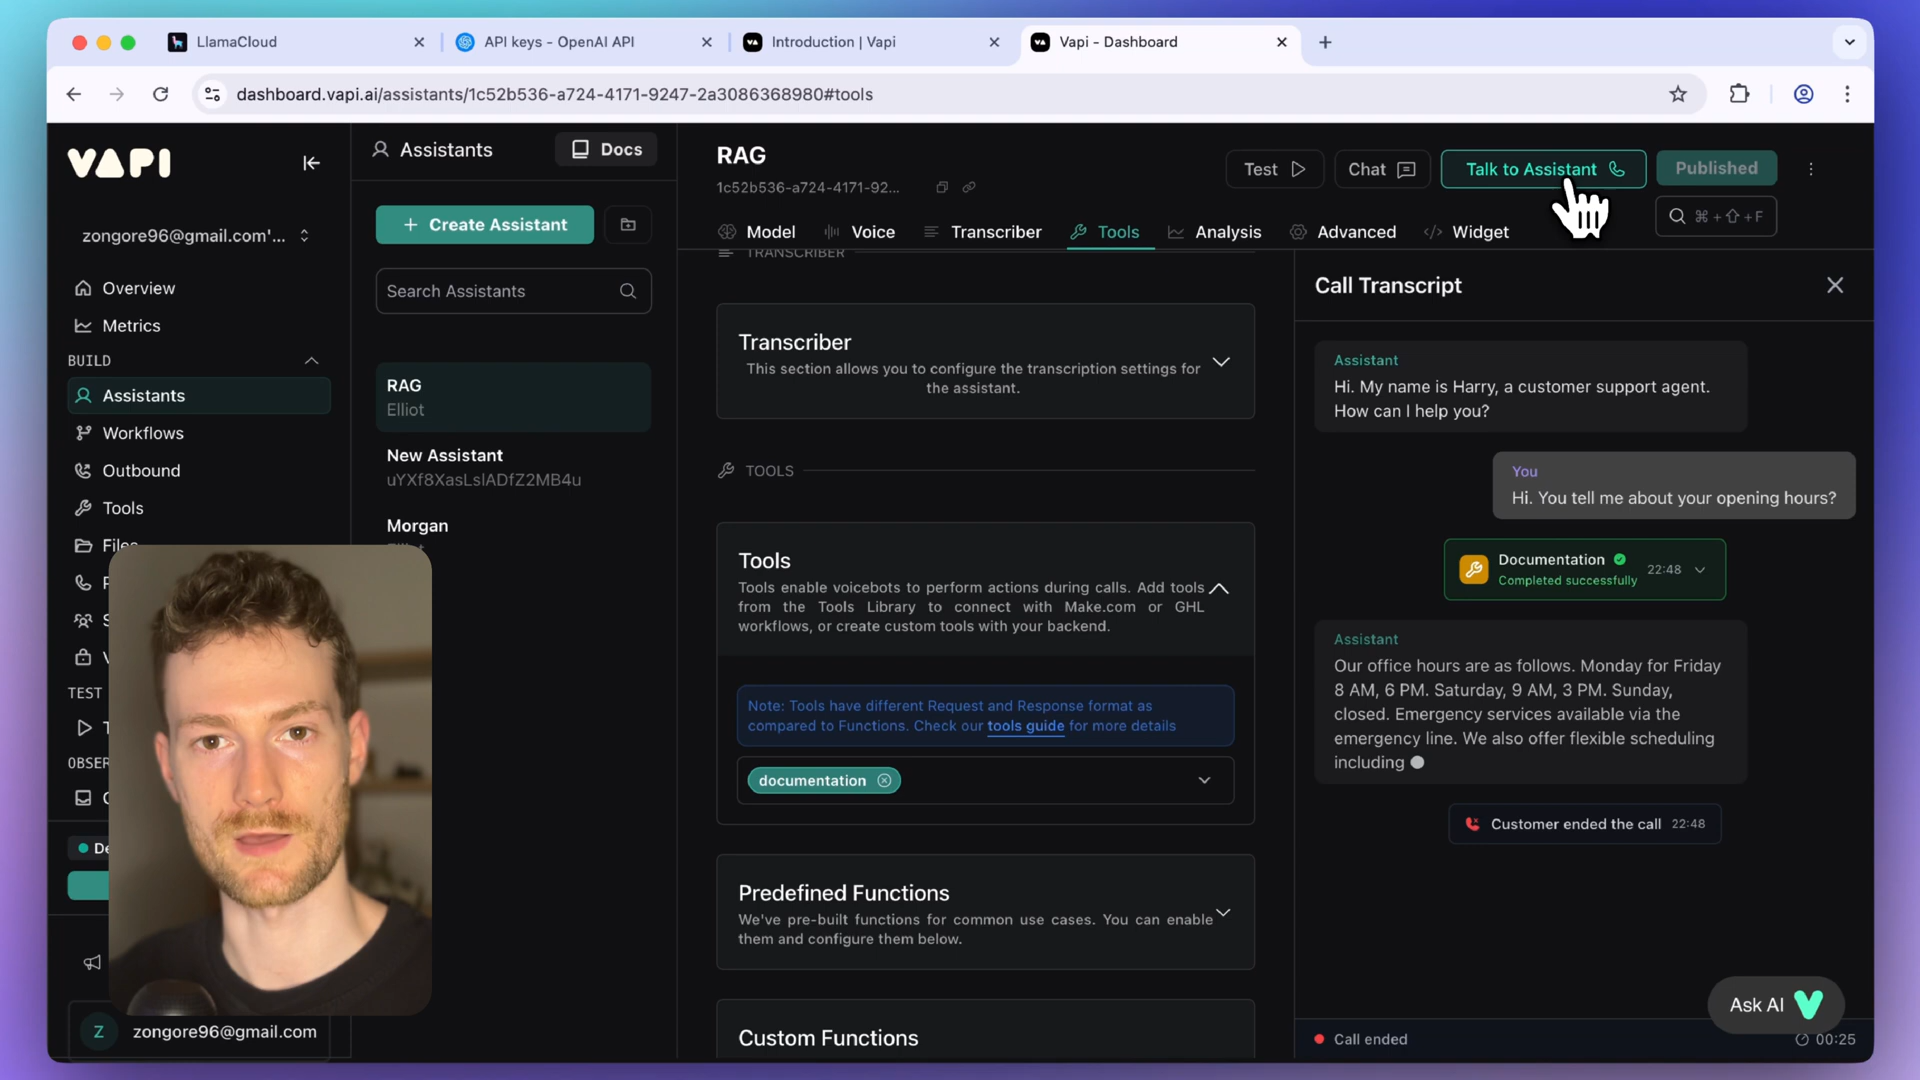 LlamaCloud
API keys - OpenAI API
Introduction | Vapi
Vapi - Dashboard
dashboard.vapi.ai/assistants/1c52b536-a724-4171-9247-2a3086368980#tools
VAPI
zongore96@gmail.com'...
Overview
Metrics
BUILD
Assistants
Workflows
Outbound
Tools
Files
TEST
Z
zongore96@gmail.com
Assistants
Docs
+ Create Assistant
Search Assistants
RAG
Elliot
New Assistant
uYXf8XasLslADfZ2MB4u
Morgan
RAG
1c52b536-a724-4171-92...
Test
Chat
Talk to Assistant
Published
⌘+⇧+F
Model
Voice
Transcriber
Tools
Analysis
Advanced
Widget
TRANSCRIBER
Transcriber
This section allows you to configure the transcription settings for
the assistant.
TOOLS
Tools
Tools enable voicebots to perform actions during calls. Add tools
from the Tools Library to connect with Make.com or GHL
workflows, or create custom tools with your backend.
Note: Tools have different Request and Response format as
compared to Functions. Check our tools guide for more details
documentation
Predefined Functions
We've pre-built functions for common use cases. You can enable
them and configure them below.
Custom Functions
Call Transcript
Assistant
Hi. My name is Harry, a customer support agent.
How can I help you?
You
Hi. You tell me about your opening hours?
Documentation
Completed successfully
22:48
Assistant
Our office hours are as follows. Monday for Friday
8 AM, 6 PM. Saturday, 9 AM, 3 PM. Sunday,
closed. Emergency services available via the
emergency line. We also offer flexible scheduling
including
Customer ended the call 22:48
Ask AI
Call ended
00:25